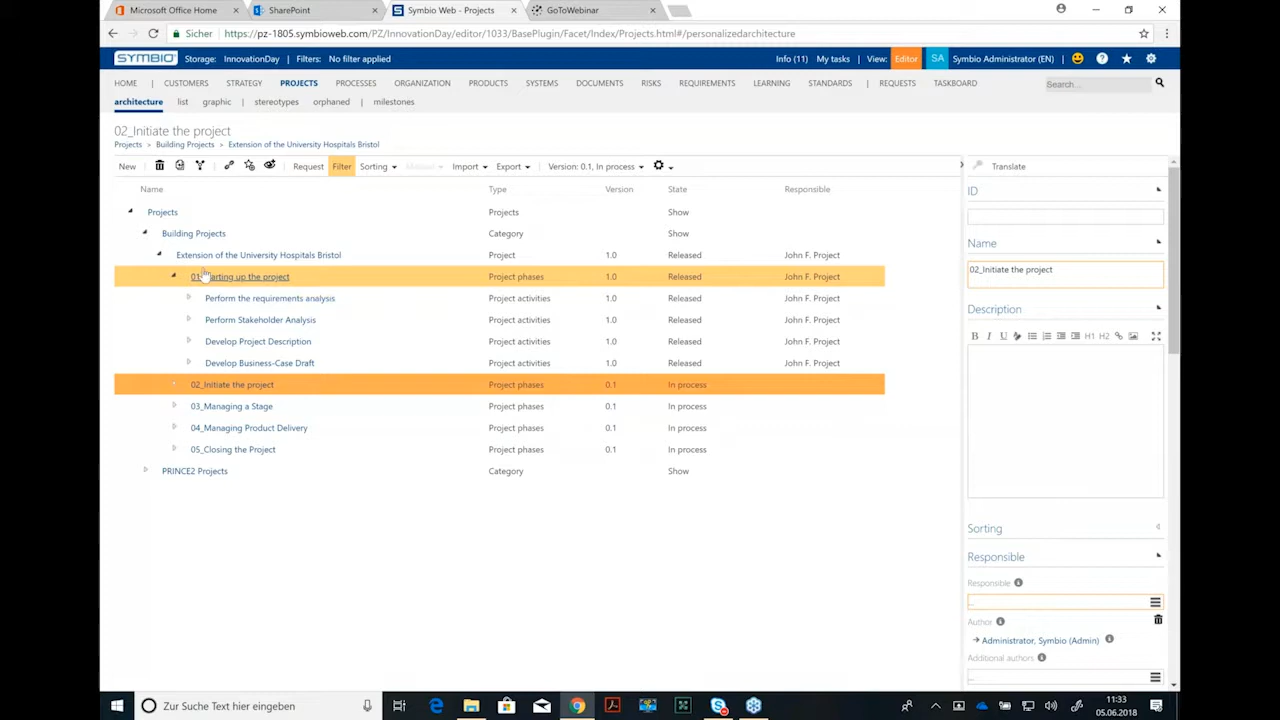 Microsoft Office Home
SharePoint
Symbio Web - Projects
GoToWebinar
Sicher
https://pz-1805.symbioweb.com/PZ/InnovationDay/editor/1033/BasePlugin/Facet/Index/Projects.html#/personalizedarchitecture
SYMBIO Storage: InnovationDay Filters: No filter applied Info (11) My tasks View: Editor SA Symbio Administrator (EN)
HOME CUSTOMERS STRATEGY PROJECTS PROCESSES ORGANIZATION PRODUCTS SYSTEMS DOCUMENTS RISKS REQUIREMENTS LEARNING STANDARDS REQUESTS TASKBOARD Search...
architecture list graphic stereotypes orphaned milestones
02_Initiate the project
Projects > Building Projects > Extension of the University Hospitals Bristol
New Request Filter Sorting Import Export Version: 0.1, In process
Name Type Version State Responsible
Projects Projects Show
Building Projects Category Show
Extension of the University Hospitals Bristol Project 1.0 Released John F. Project
arting up the project Project phases 1.0 Released John F. Project
Perform the requirements analysis Project activities 1.0 Released John F. Project
Perform Stakeholder Analysis Project activities 1.0 Released John F. Project
Develop Project Description Project activities 1.0 Released John F. Project
Develop Business-Case Draft Project activities 1.0 Released John F. Project
02_Initiate the project Project phases 0.1 In process
03_Managing a Stage Project phases 0.1 In process
04_Managing Product Delivery Project phases 0.1 In process
05_Closing the Project Project phases 0.1 In process
PRINCE2 Projects Category Show
Translate
ID
Name
02_Initiate the project
Description
B I U H1 H2
Sorting
Responsible
Responsible
...
Author
Administrator, Symbio (Admin)
Additional authors
...
Zur Suche Text hier eingeben
11:33
05.06.2018